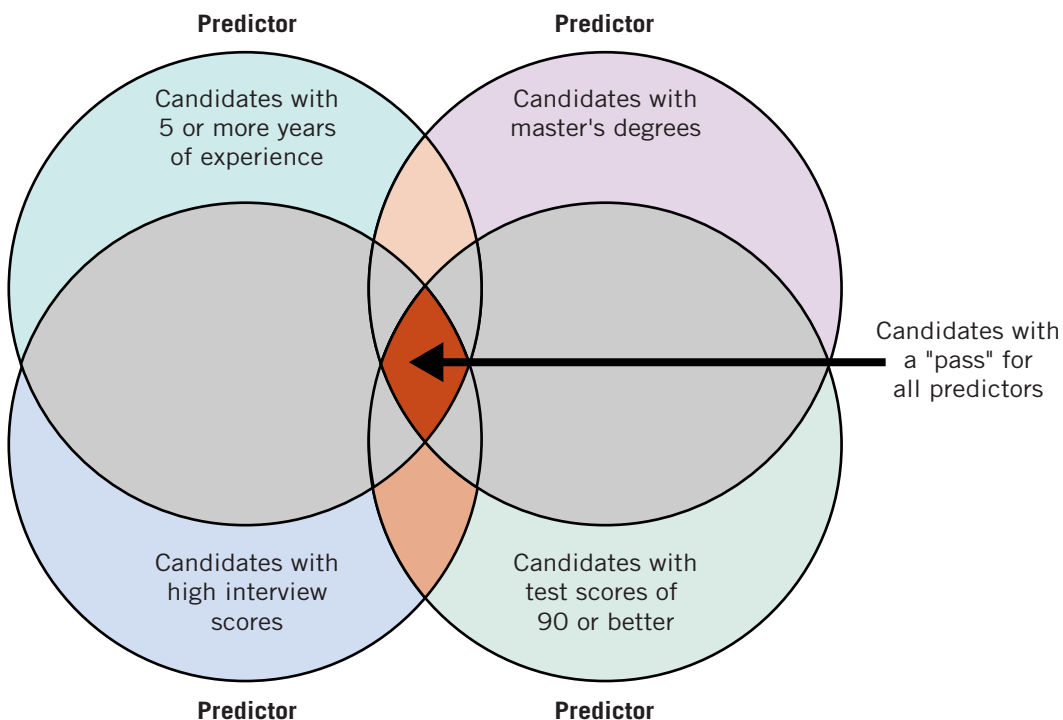 Predictor
Predictor
Candidates with
5 or more years
of experience
Candidates with
master's degrees
Candidates with
a "pass" for
all predictors
Candidates with
high interview
scores
Candidates with
test scores of
90 or better
Predictor
Predictor